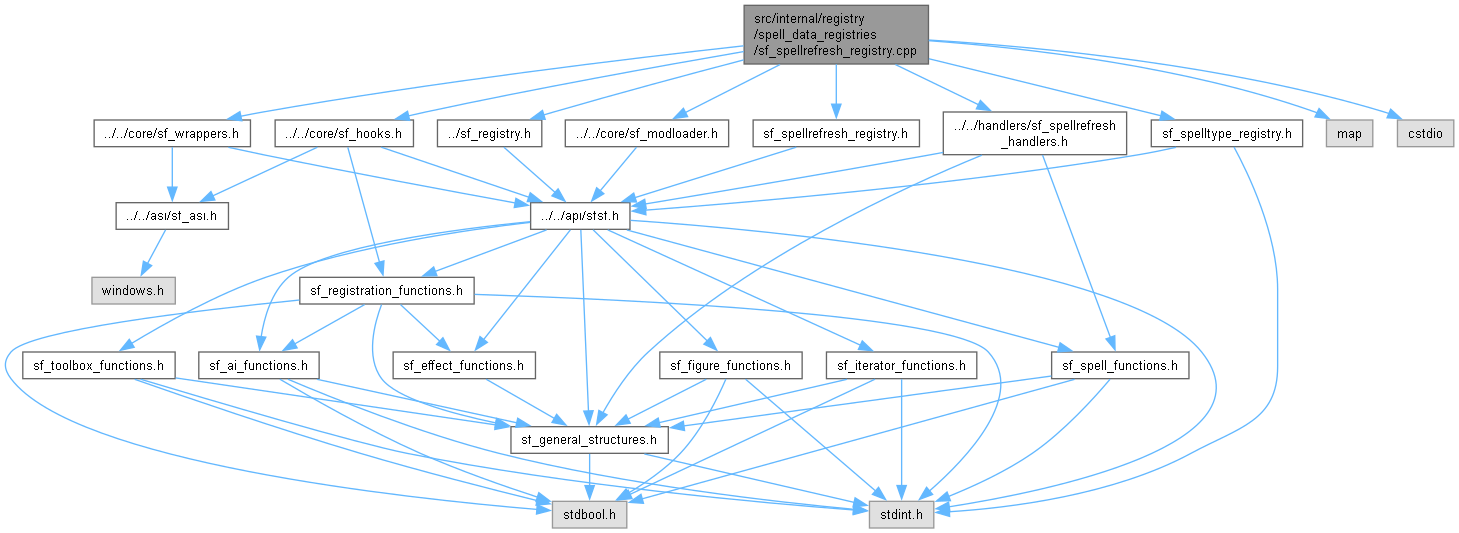 src/internal/registry
/spell_data_registries
/sf_spellrefresh_registry.cpp
../../core/sf_wrappers.h
../../core/sf_hooks.h
../sf_registry.h
../../core/sf_modloader.h
sf_spellrefresh_registry.h
../../handlers/sf_spellrefresh
_handlers.h
sf_spelltype_registry.h
map
cstdio
../../asi/sf_asi.h
../../api/sfsf.h
windows.h
sf_registration_functions.h
sf_toolbox_functions.h
sf_ai_functions.h
sf_effect_functions.h
sf_figure_functions.h
sf_iterator_functions.h
sf_spell_functions.h
sf_general_structures.h
stdbool.h
stdint.h